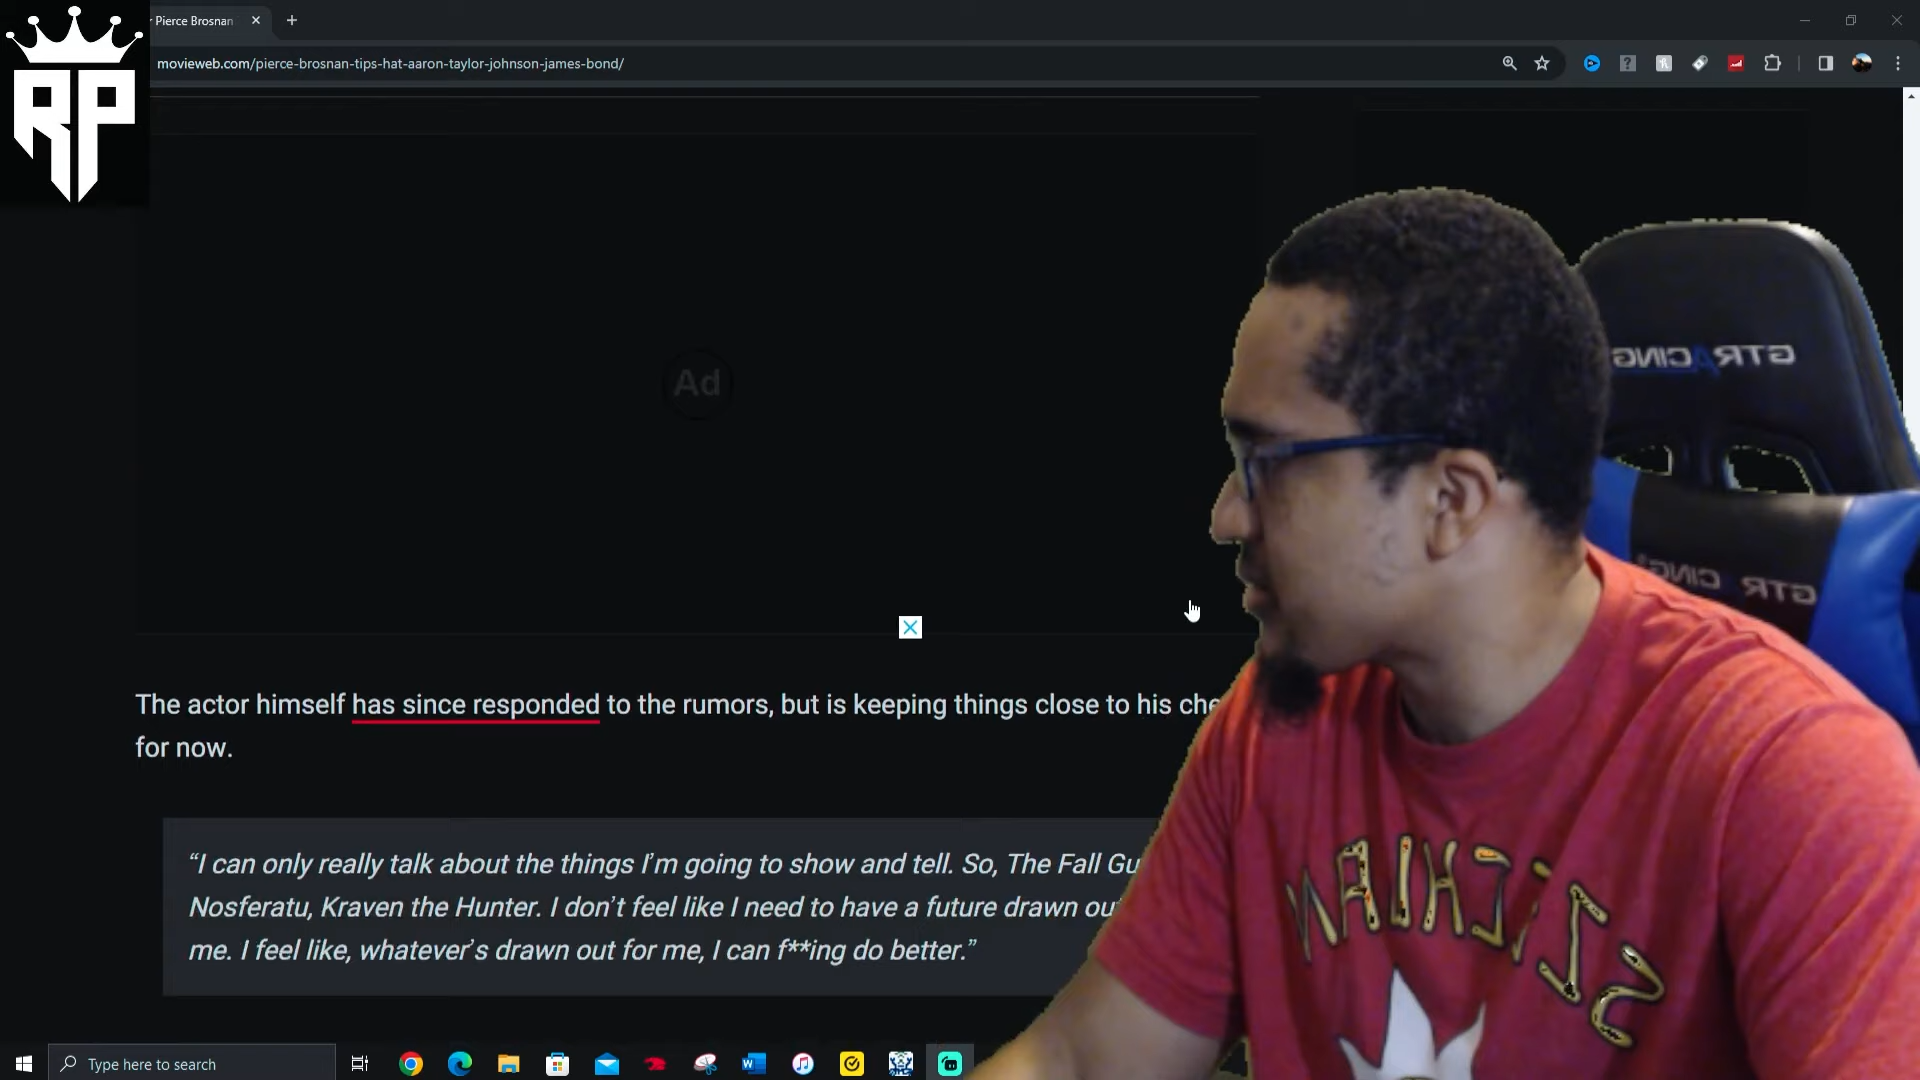 r Pierce Brosnan
RP
movieweb.com/pierce-brosnan-tips-hat-aaron-taylor-johnson-james-bond/
Ad
GTRACING
GTRACING
The actor himself has since responded to the rumors, but is keeping things close to his che
for now.
"I can only really talk about the things I'm going to show and tell. So, The Fall Gu
Nosferatu, Kraven the Hunter. I don't feel like I need to have a future drawn ou
me. I feel like, whatever's drawn out for me, I can f**ing do better."
Type here to search